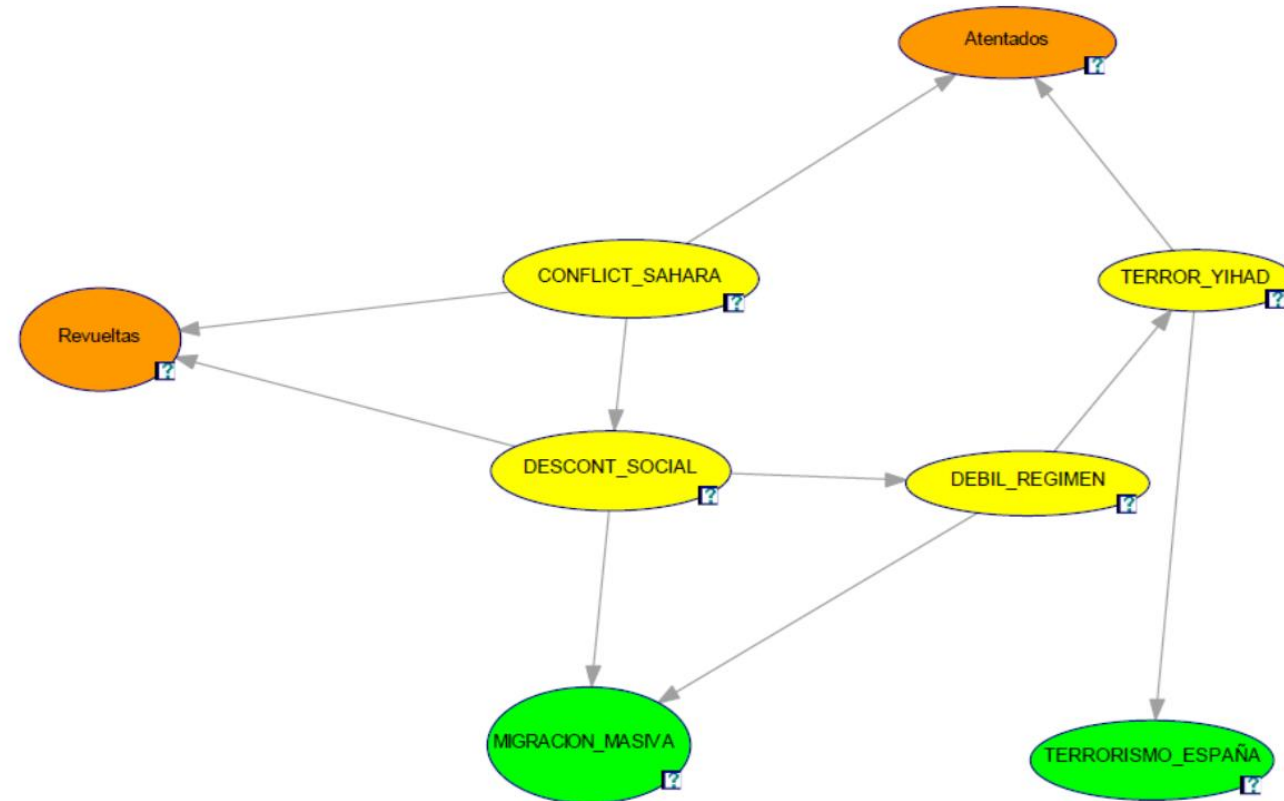 Atentados
?
CONFLICT_SAHARA
?
TERROR_YIHAD
?
Revueltas
?
DESCONT_SOCIAL
?
DEBIL_REGIMEN
?
MIGRACION_MASIVA
?
TERRORISMO_ESPAÑA
?